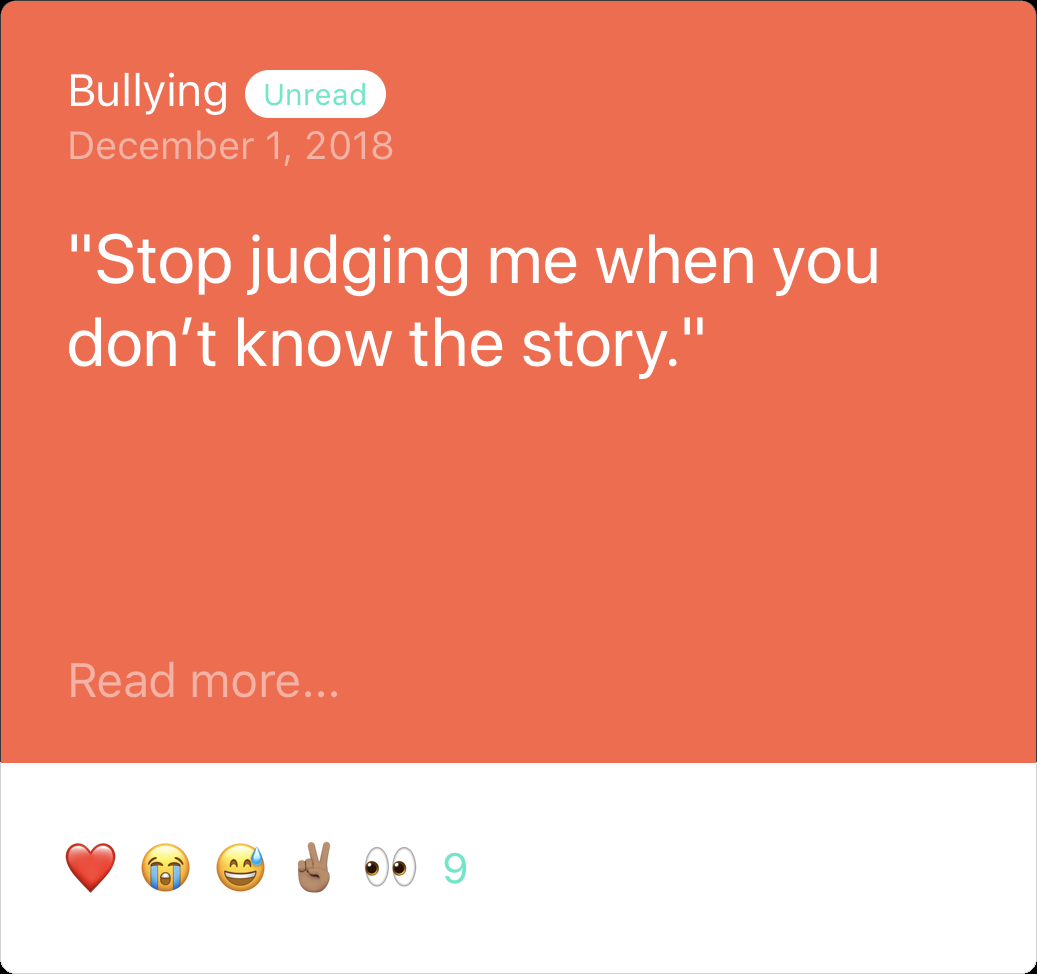 Bullying Unread
December 1, 2018
"Stop judging me when you
don’t know the story."
Read more...
❤️ 😭 😅 ✌🏽 👀 9